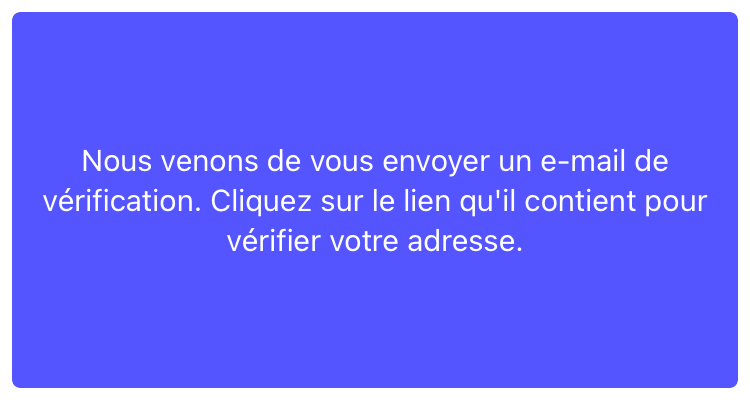 Nous venons de vous envoyer un e-mail de
vérification. Cliquez sur le lien qu'il contient pour
vérifier votre adresse.